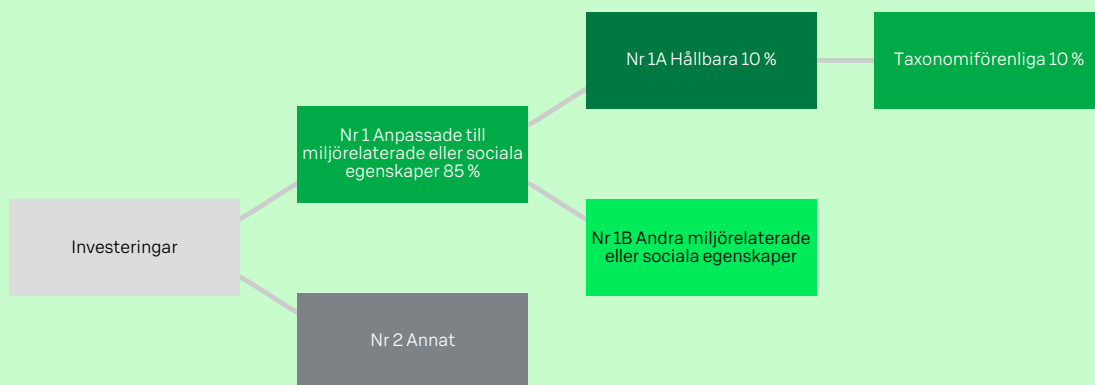 Nr 1A Hållbara 10 %
Taxonomiförenliga 10 %
Nr 1 Anpassade till
miljörelaterade eller sociala
egenskaper 85 %
Investeringar
Nr 1B Andra miljörelaterade
eller sociala egenskaper
Nr 2 Annat